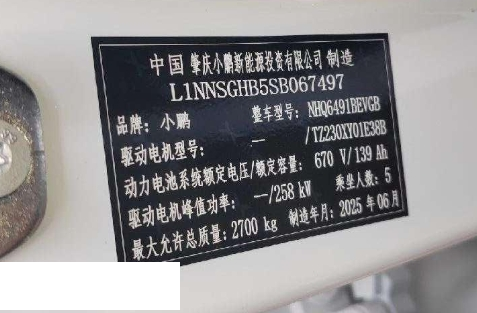 中国 肇庆小鹏新能源投资有限公司 制造
L1NNSGHB5SB067497
品牌：小鹏 整车型号：NHQ6491BEVGB
驱动电机型号：—/TZ230XY01E38B
动力电池系统额定电压/额定容量：670 V/139 Ah
驱动电机峰值功率：—/258 kW 乘坐人数：5
最大允许总质量：2700 kg 制造年月：2025 年 06 月